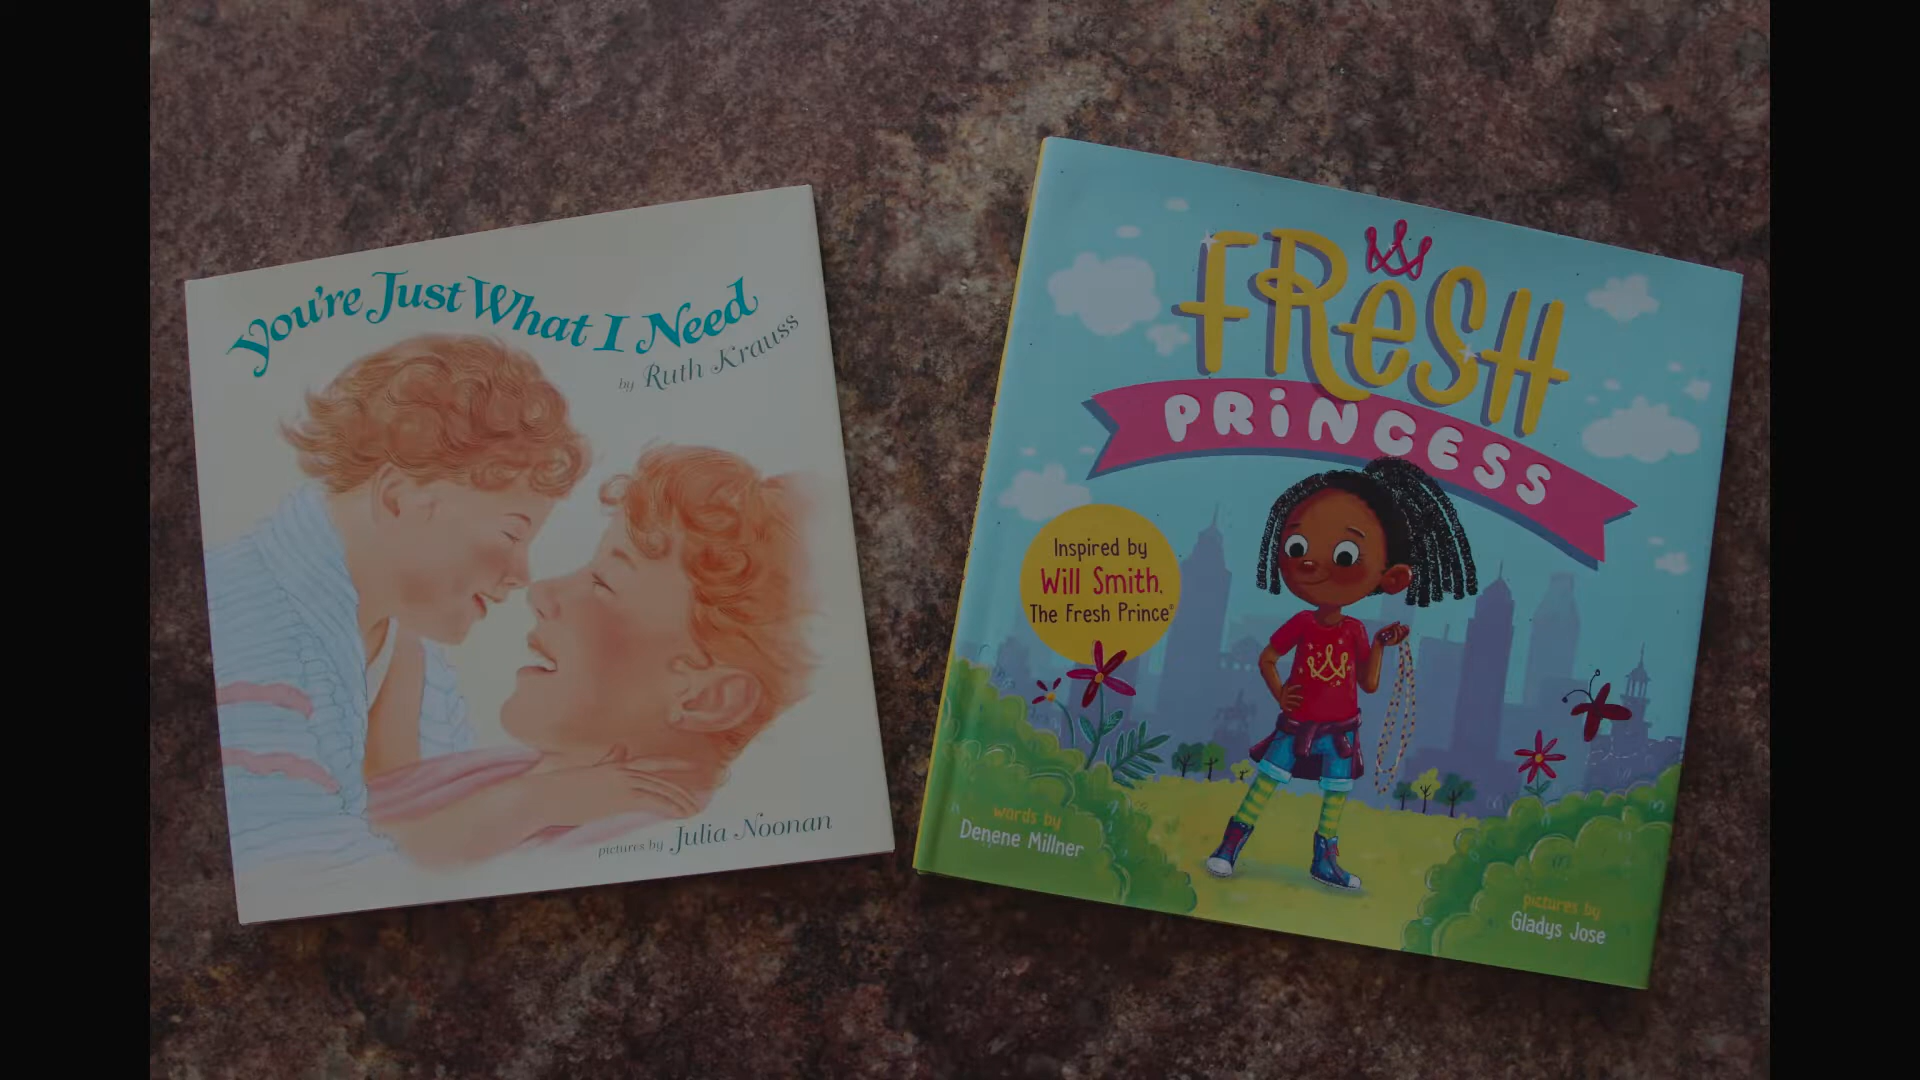 You're Just What I Need
by Ruth Krauss
pictures by Julia Noonan
FRESH
PRINCESS
Inspired by
Will Smith,
The Fresh Prince®
words by
Denene Millner
pictures by
Gladys Jose